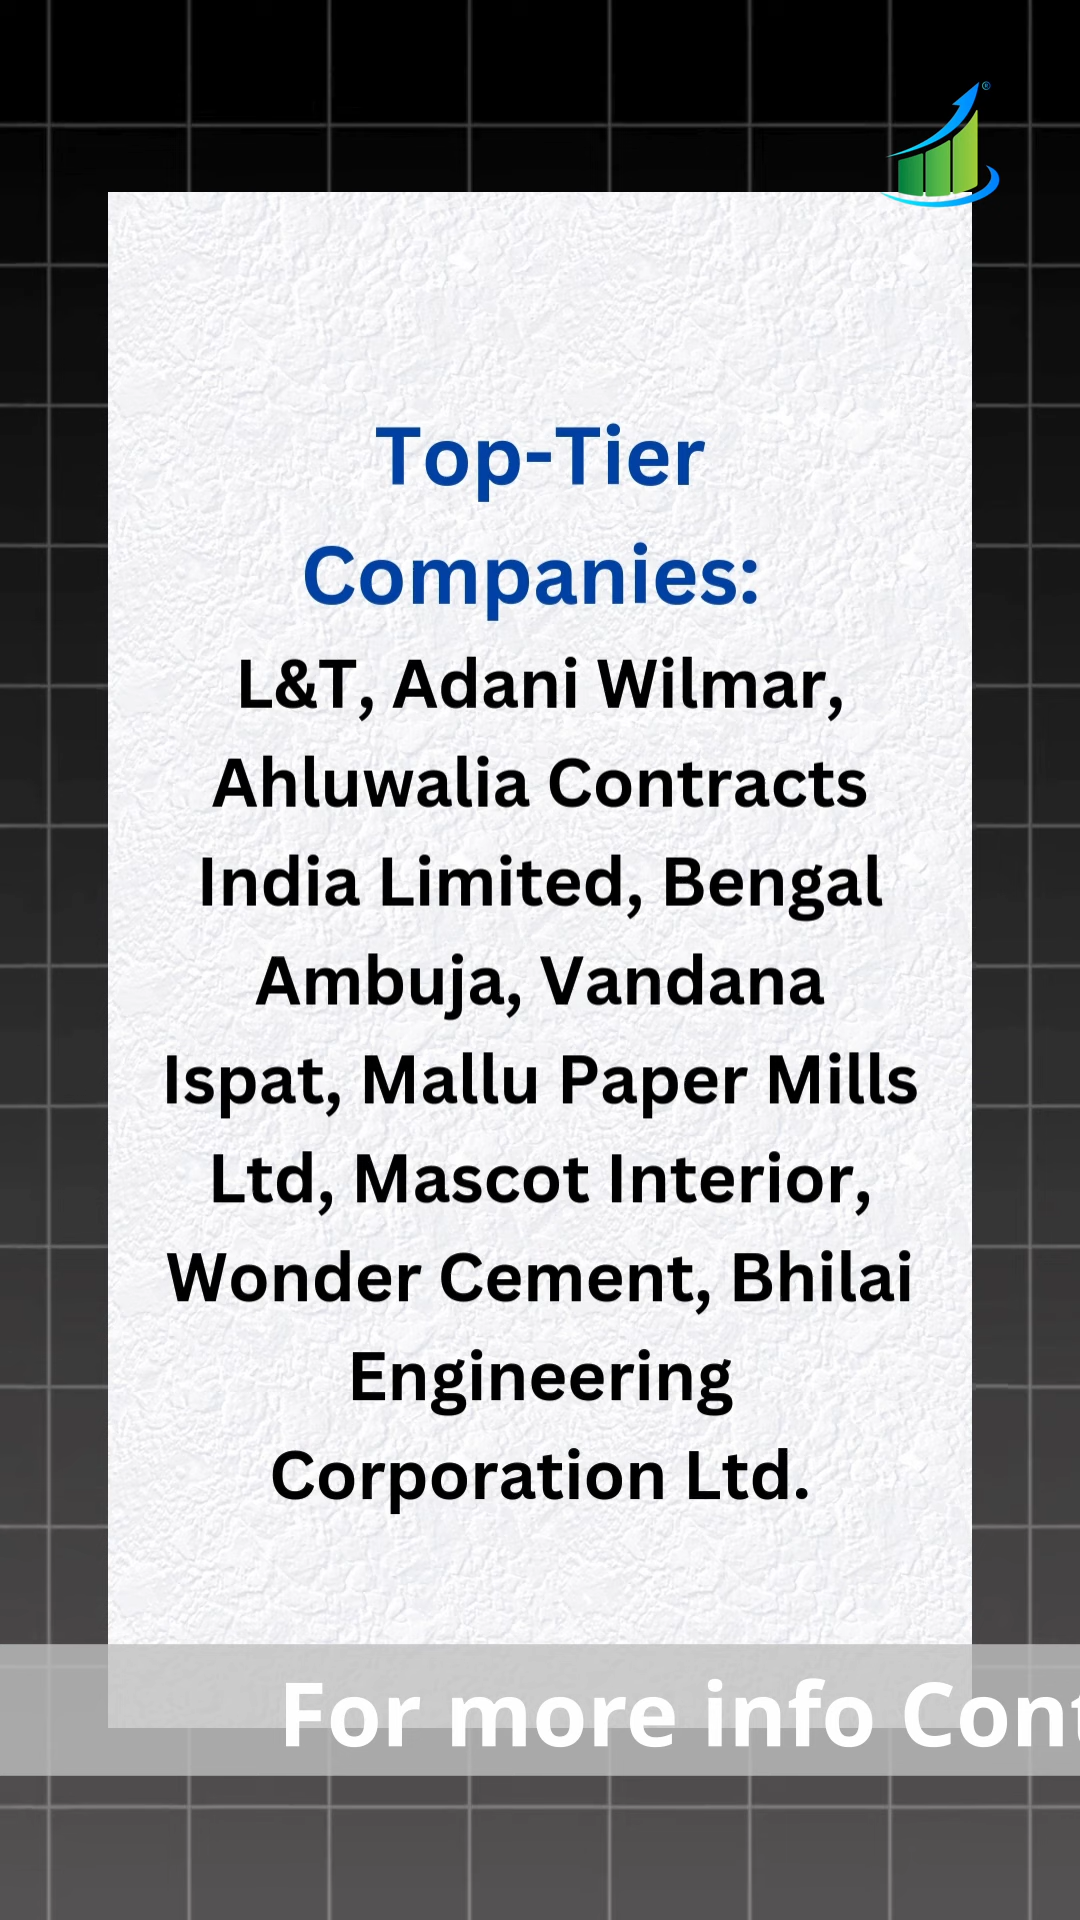 ®
Top-Tier
Companies:
L&T, Adani Wilmar,
Ahluwalia Contracts
India Limited, Bengal
Ambuja, Vandana
Ispat, Mallu Paper Mills
Ltd, Mascot Interior,
Wonder Cement, Bhilai
Engineering
Corporation Ltd.
For more info